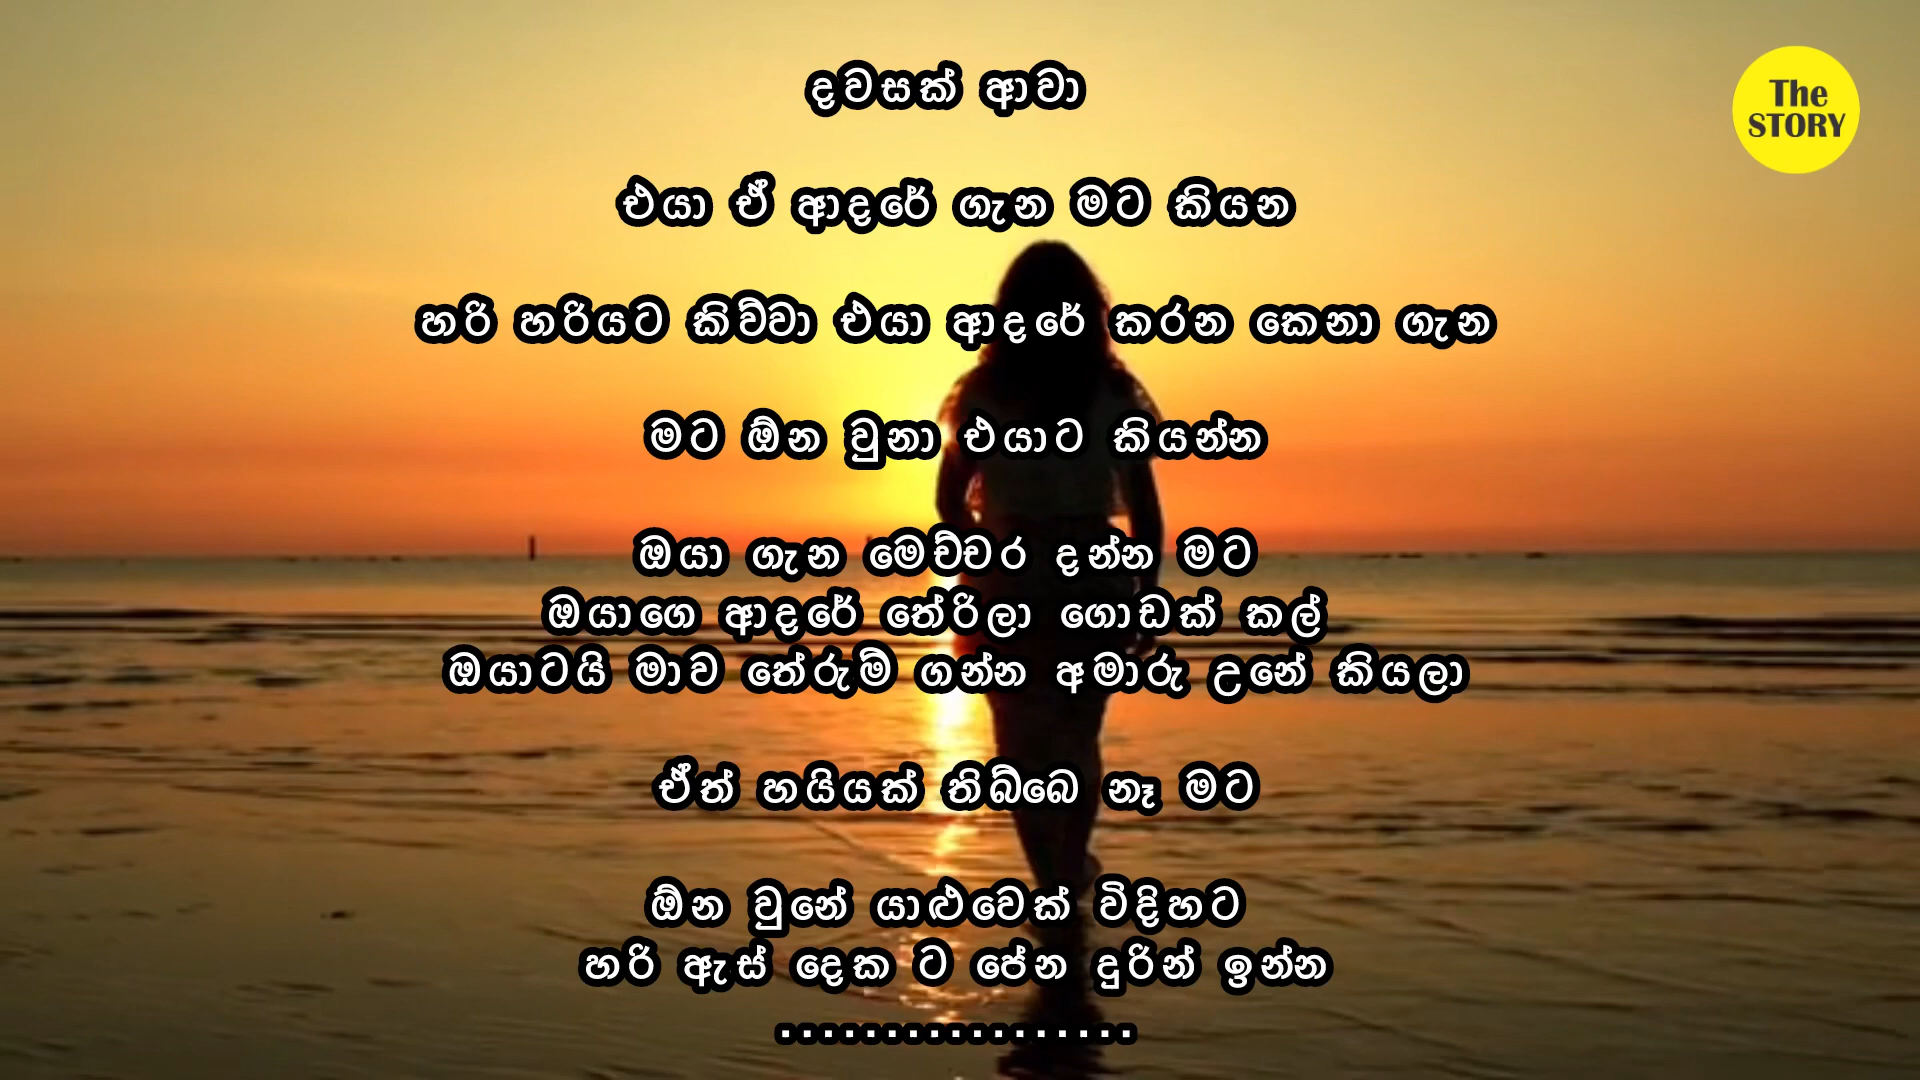 දවසක් ආවා
එයා ඒ ආදරේ ගැන මට කියන
හරි හරියට කිව්වා එයා ආදරේ කරන කෙනා ගැන
මට ඕන වුනා එයාට කියන්න
ඔයා ගැන මෙච්චර දන්න මට
ඔයාගෙ ආදරේ තේරිලා ගොඩක් කල්
ඔයාටයි මාව තේරුම් ගන්න අමාරු උනේ කියලා
ඒත් හයියක් තිබ්බෙ නෑ මට
ඕන වුනේ යාළුවෙක් විදිහට
හරි ඇස් දෙක ට පේන දුරින් ඉන්න
.................
The
STORY